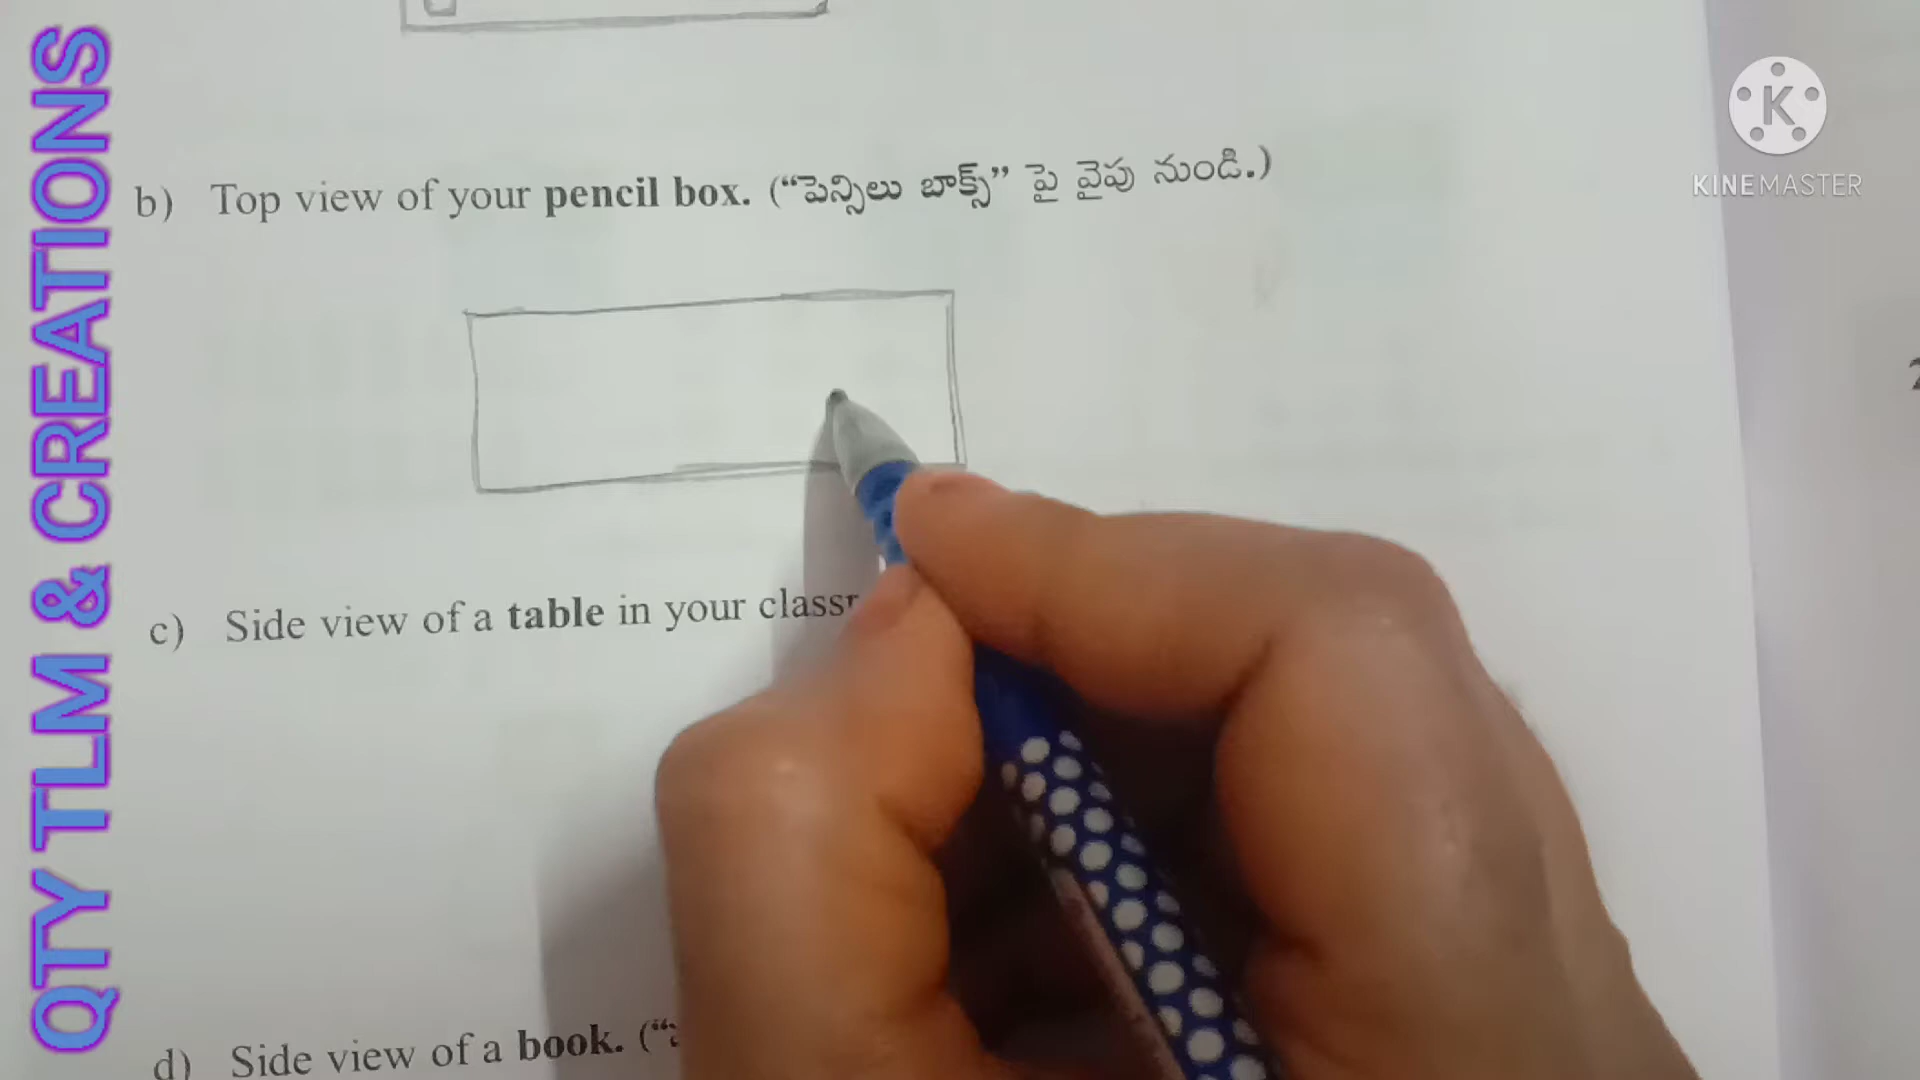 QTY TLM & CREATIONS
K
KINEMASTER
b) Top view of your pencil box. (“పెన్సిలు బాక్స్” పై వైపు నుండి.)
c) Side view of a table in your
d) Side view of a book.